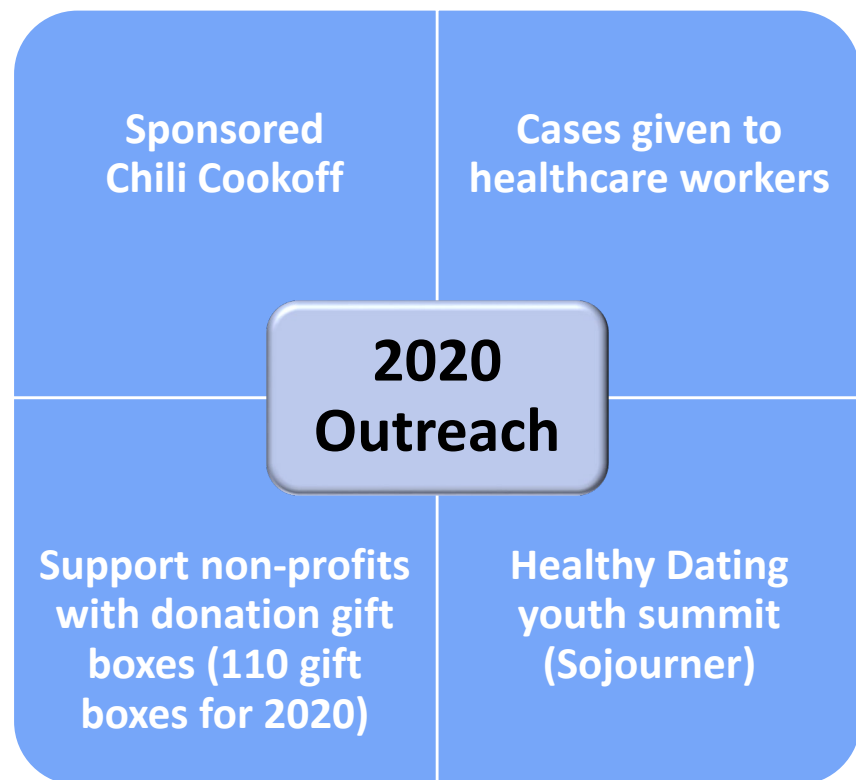 Sponsored
Chili Cookoff
Cases given to
healthcare workers
2020
Outreach
Support non-profits
with donation gift
boxes (110 gift
boxes for 2020)
Healthy Dating
youth summit
(Sojourner)